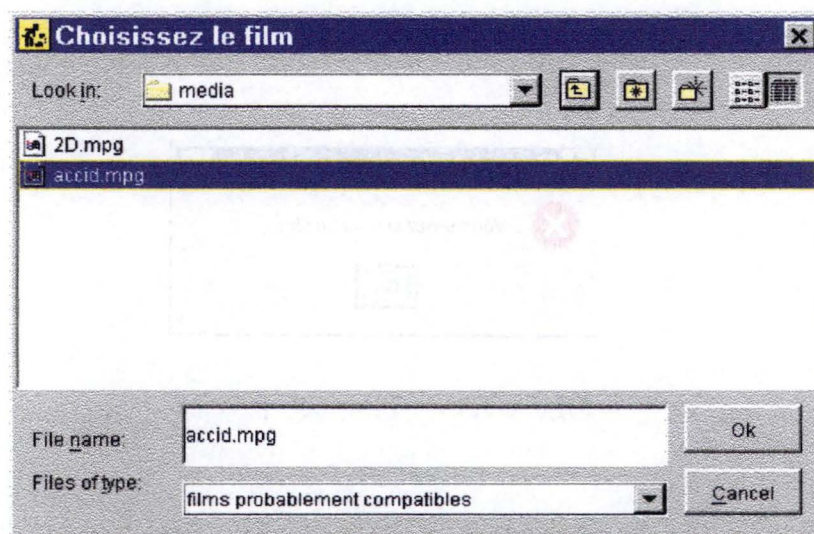 Choisissez le film
Look in: media
2D.mpg
accid.mpg
File name: accid.mpg
Ok
Files of type: films probablement compatibles
Cancel